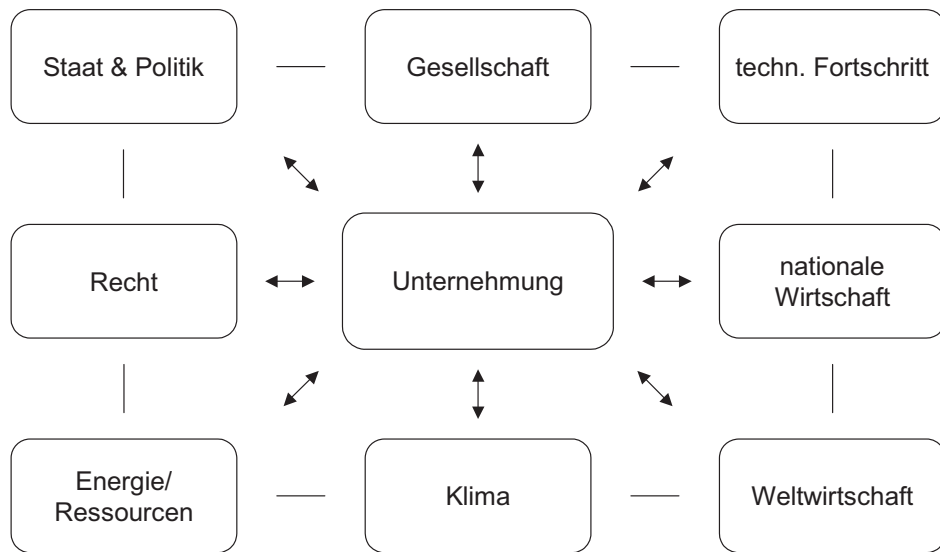 Staat & Politik
Gesellschaft
techn. Fortschritt
Recht
Unternehmung
nationale
Wirtschaft
Energie/
Ressourcen
Klima
Weltwirtschaft